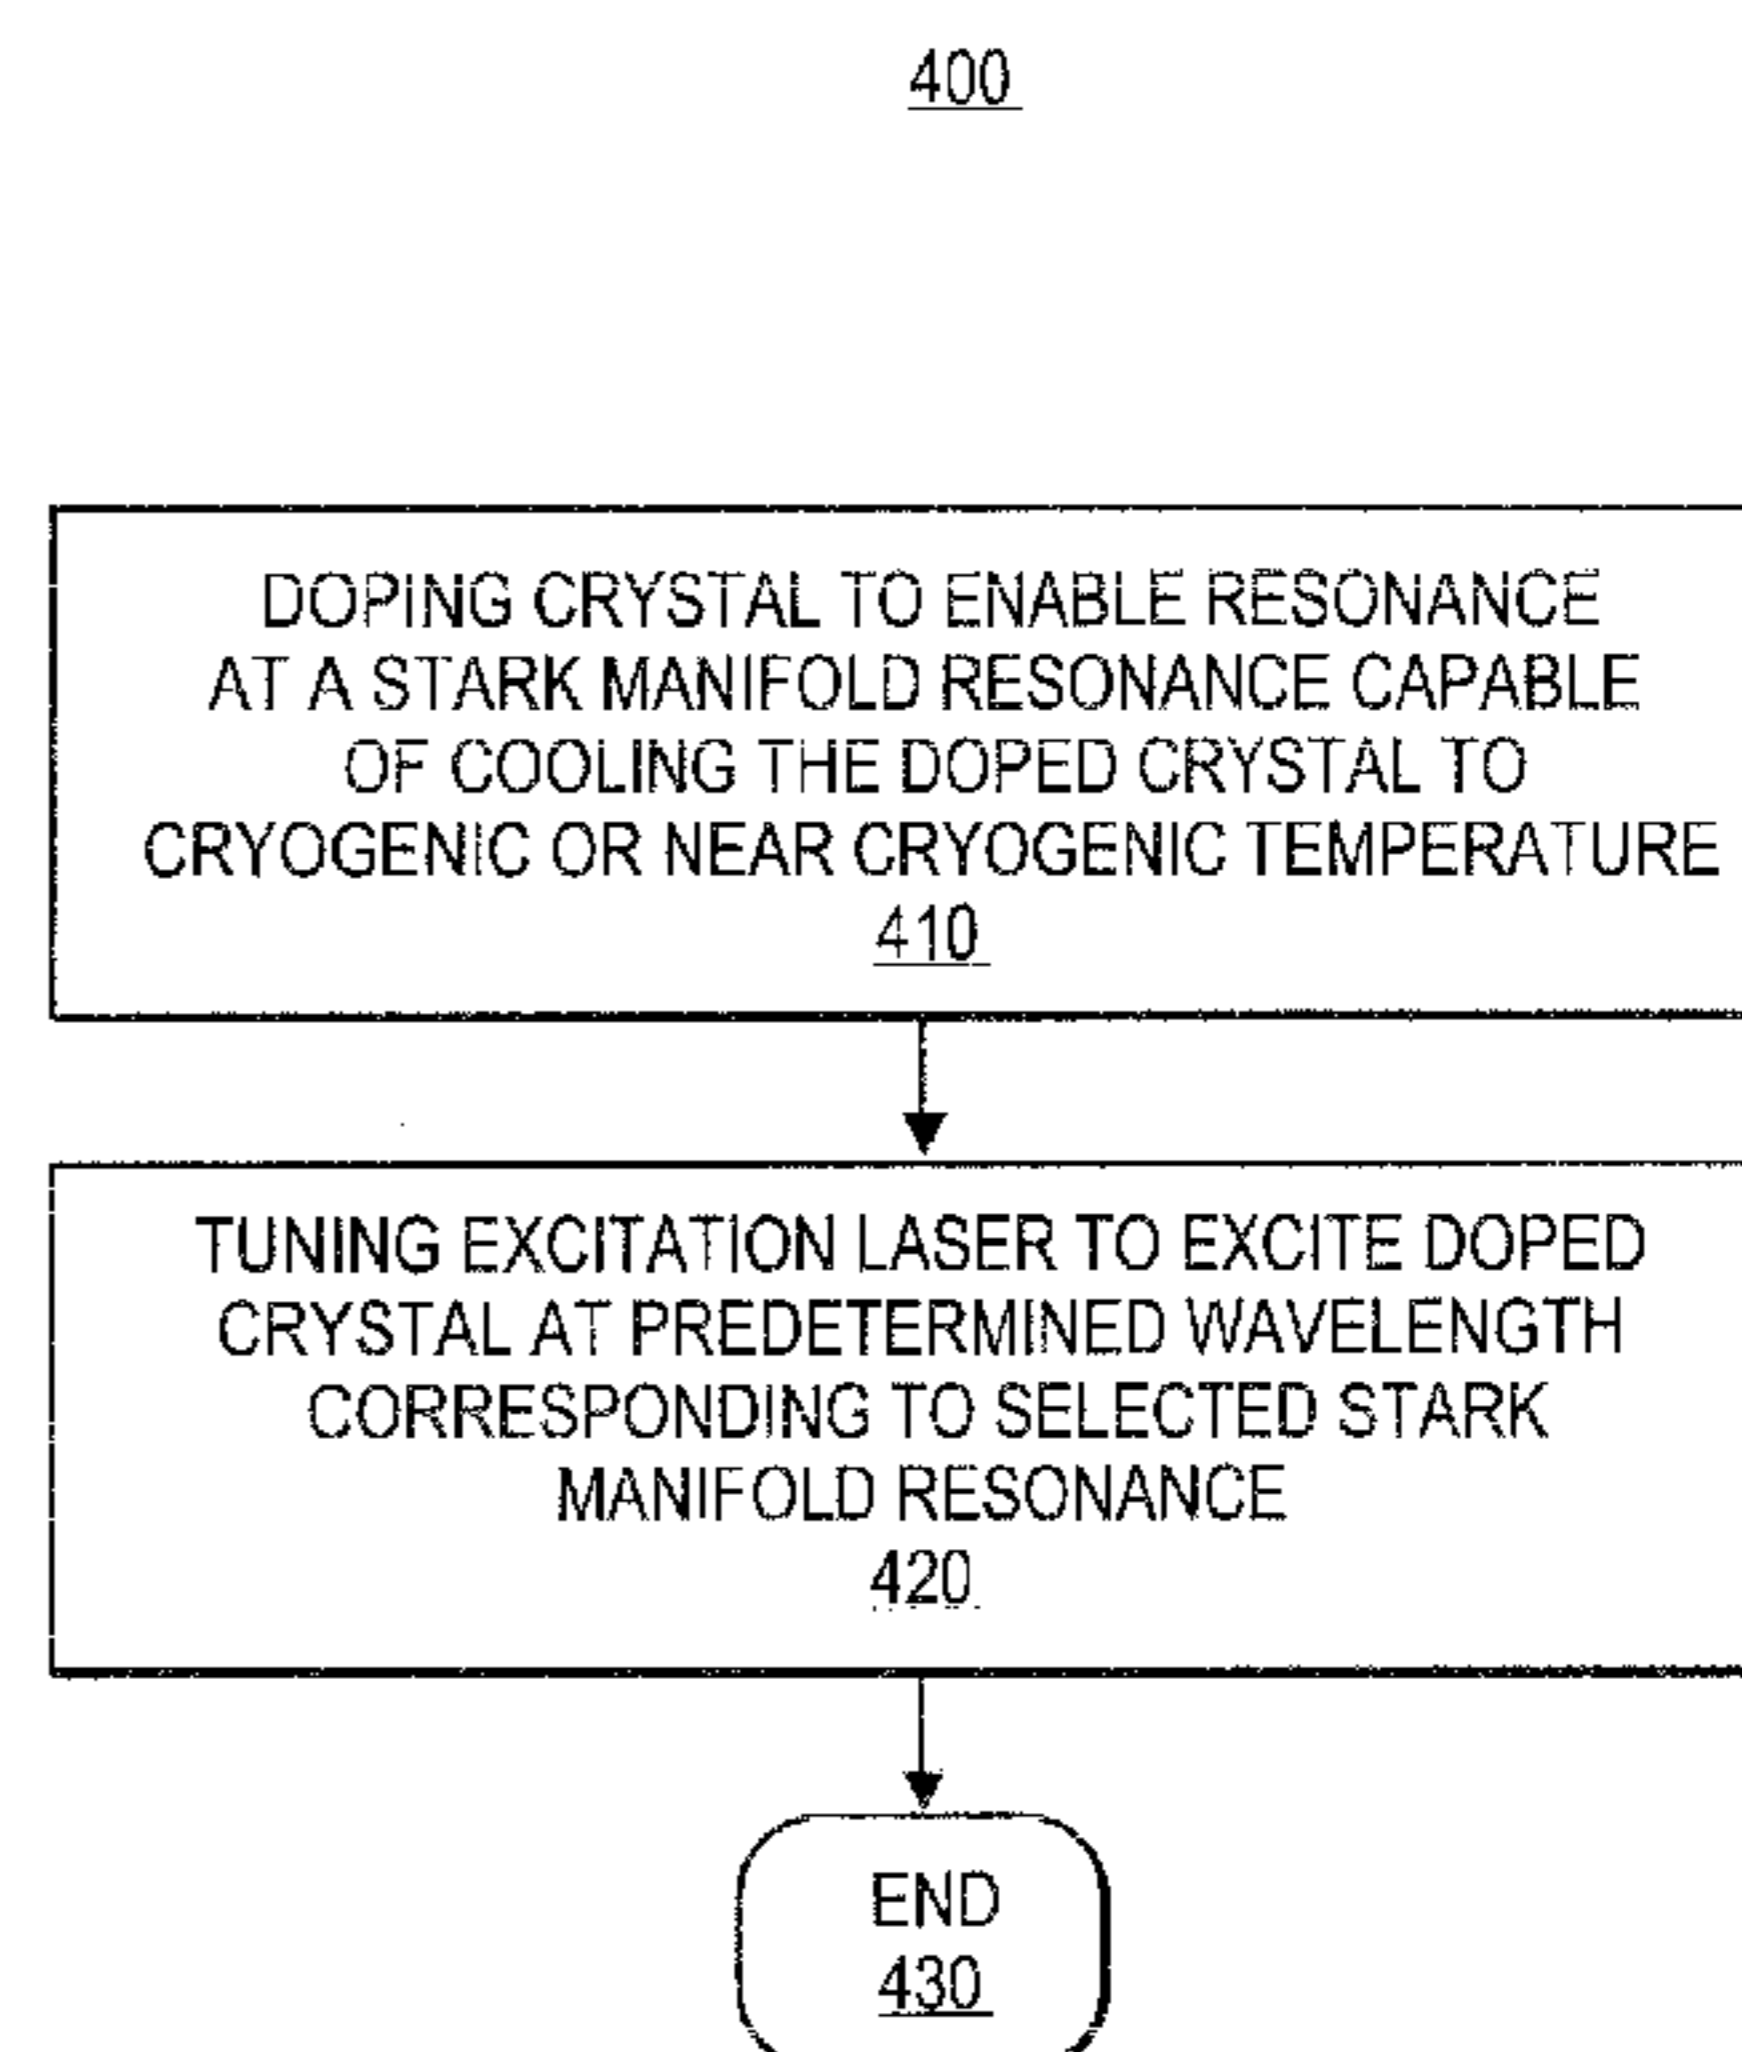 400
DOPING CRYSTAL TO ENABLE RESONANCE
AT A STARK MANIFOLD RESONANCE CAPABLE
OF COOLING THE DOPED CRYSTAL TO
CRYOGENIC OR NEAR CRYOGENIC TEMPERATURE
410
TUNING EXCITATION LASER TO EXCITE DOPED
CRYSTAL AT PREDETERMINED WAVELENGTH
CORRESPONDING TO SELECTED STARK
MANIFOLD RESONANCE
420
END
430